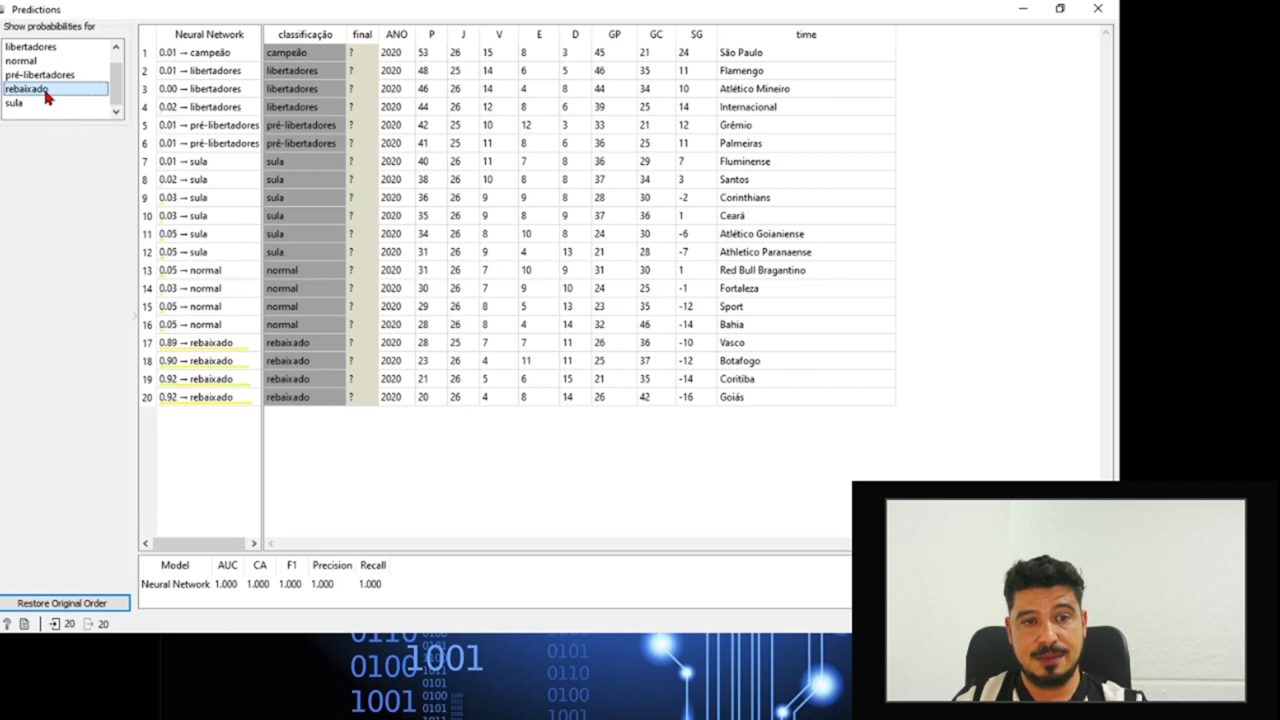 Predictions
Show probabilities for
libertadores
normal
pré-libertadores
rebaixado
sula
Neural Network classificação final ANO P J V E D GP GC SG time
1 0.01 → campeão campeão ? 2020 53 26 15 8 3 45 21 24 São Paulo
2 0.01 → libertadores libertadores ? 2020 48 25 14 6 5 46 35 11 Flamengo
3 0.00 → libertadores libertadores ? 2020 46 26 14 4 8 44 34 10 Atlético Mineiro
4 0.02 → libertadores libertadores ? 2020 44 26 12 8 6 39 25 14 Internacional
5 0.01 → pré-libertadores pré-libertadores ? 2020 42 25 10 12 3 33 21 12 Grêmio
6 0.01 → pré-libertadores pré-libertadores ? 2020 41 25 11 8 6 36 25 11 Palmeiras
7 0.01 → sula sula ? 2020 40 26 11 7 8 36 29 7 Fluminense
8 0.02 → sula sula ? 2020 38 26 10 8 8 37 34 3 Santos
9 0.03 → sula sula ? 2020 36 26 9 9 8 28 30 -2 Corinthians
10 0.03 → sula sula ? 2020 35 26 9 8 9 37 36 1 Ceará
11 0.05 → sula sula ? 2020 34 26 8 10 8 24 30 -6 Atlético Goianiense
12 0.05 → sula sula ? 2020 31 26 9 4 13 21 28 -7 Athletico Paranaense
13 0.05 → normal normal ? 2020 31 26 7 10 9 31 30 1 Red Bull Bragantino
14 0.03 → normal normal ? 2020 30 26 7 9 10 24 25 -1 Fortaleza
15 0.05 → normal normal ? 2020 29 26 8 5 13 23 35 -12 Sport
16 0.05 → normal normal ? 2020 28 26 8 4 14 32 46 -14 Bahia
17 0.89 → rebaixado rebaixado ? 2020 28 25 7 7 11 26 36 -10 Vasco
18 0.90 → rebaixado rebaixado ? 2020 23 26 4 11 11 25 37 -12 Botafogo
19 0.92 → rebaixado rebaixado ? 2020 21 26 5 6 15 21 35 -14 Coritiba
20 0.92 → rebaixado rebaixado ? 2020 20 26 4 8 14 26 42 -16 Goiás
Model AUC CA F1 Precision Recall
Neural Network 1.000 1.000 1.000 1.000 1.000
Restore Original Order
? 20 20
0110 0100 0101
0100 1001 0101 0110
0101
1001 0100 0100
0101 1001